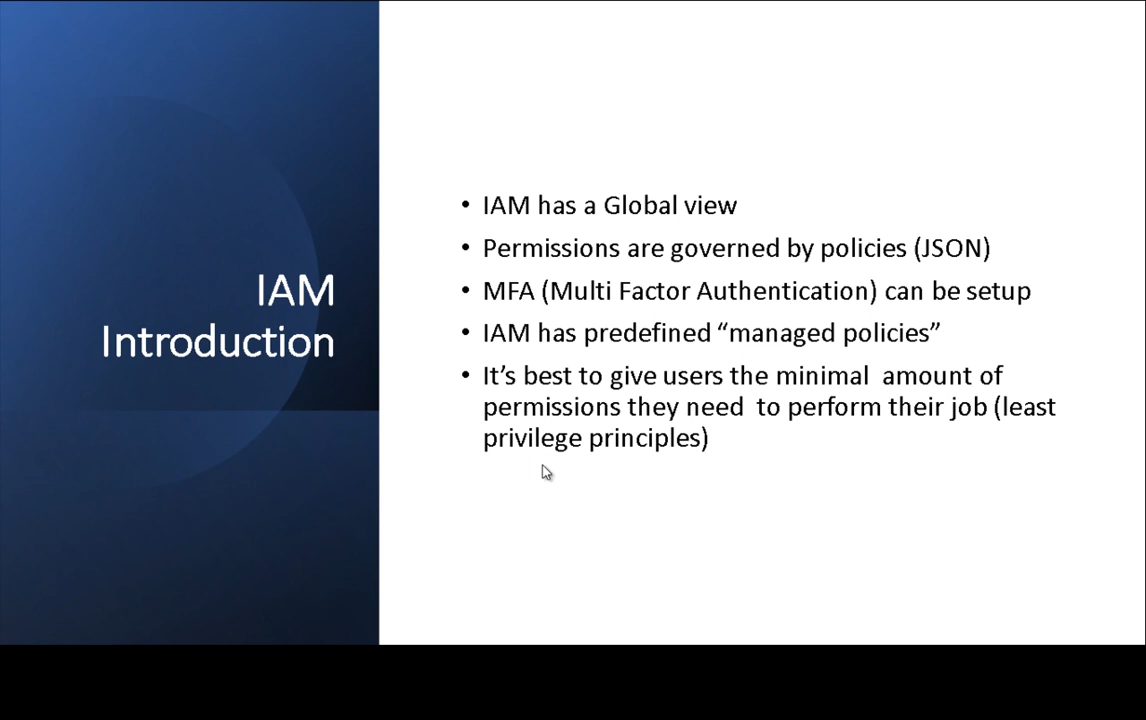 IAM
Introduction
• IAM has a Global view
• Permissions are governed by policies (JSON)
• MFA (Multi Factor Authentication) can be setup
• IAM has predefined “managed policies”
• It’s best to give users the minimal  amount of
permissions they need  to perform their job (least
privilege principles)